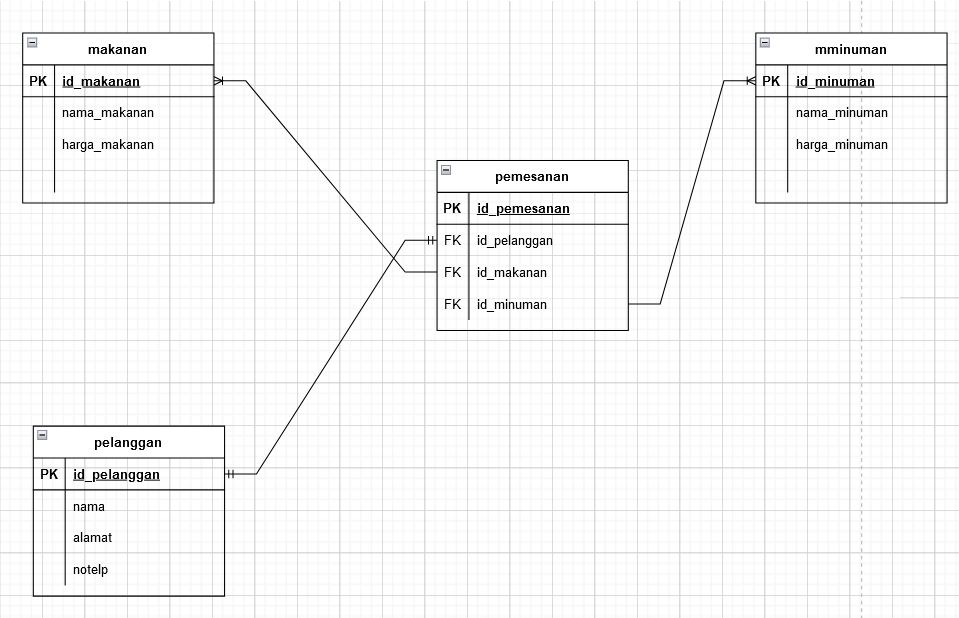 makanan
PK id_makanan
nama_makanan
harga_makanan
mminuman
PK id_minuman
nama_minuman
harga_minuman
pemesanan
PK id_pemesanan
FK id_pelanggan
FK id_makanan
FK id_minuman
pelanggan
PK id_pelanggan
nama
alamat
notelp